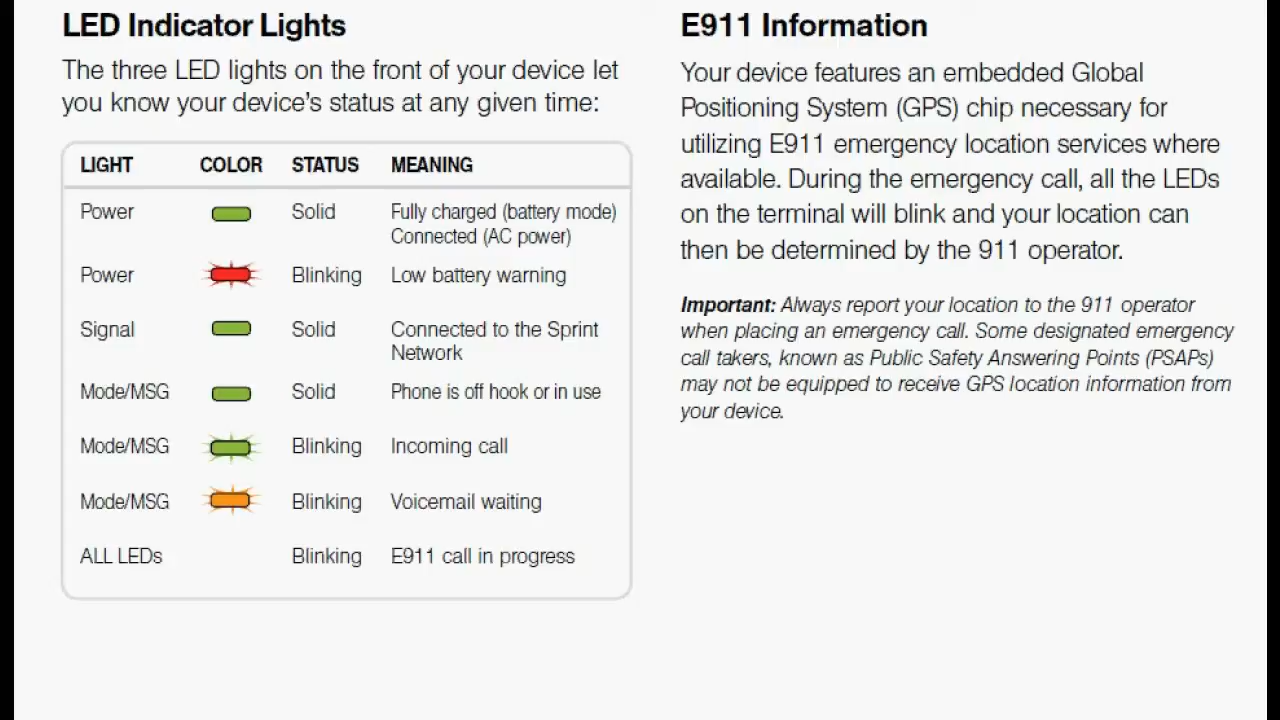 LED Indicator Lights
The three LED lights on the front of your device let
you know your device's status at any given time:
LIGHT COLOR STATUS MEANING
Power Solid Fully charged (battery mode)
Connected (AC power)
Power Blinking Low battery warning
Signal Solid Connected to the Sprint
Network
Mode/MSG Solid Phone is off hook or in use
Mode/MSG Blinking Incoming call
Mode/MSG Blinking Voicemail waiting
ALL LEDs Blinking E911 call in progress
E911 Information
Your device features an embedded Global
Positioning System (GPS) chip necessary for
utilizing E911 emergency location services where
available. During the emergency call, all the LEDs
on the terminal will blink and your location can
then be determined by the 911 operator.
Important: Always report your location to the 911 operator
when placing an emergency call. Some designated emergency
call takers, known as Public Safety Answering Points (PSAPs)
may not be equipped to receive GPS location information from
your device.